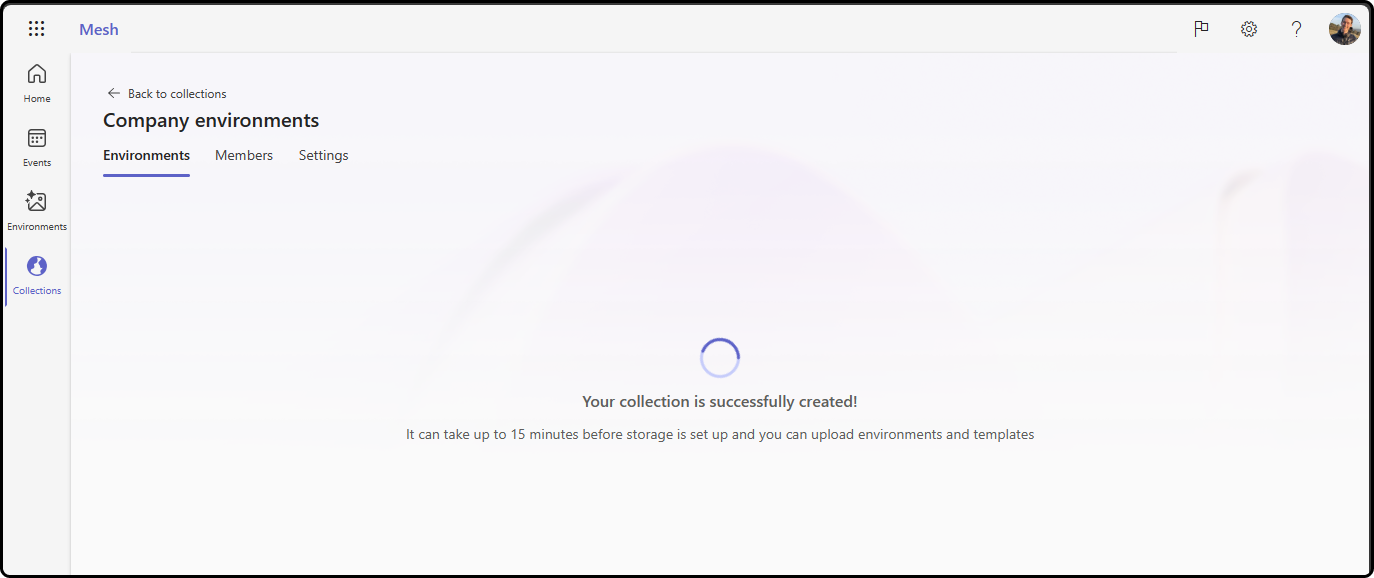 Mesh
Home
Events
Environments
Collections
Back to collections
Company environments
Environments Members Settings
Your collection is successfully created!
It can take up to 15 minutes before storage is set up and you can upload environments and templates